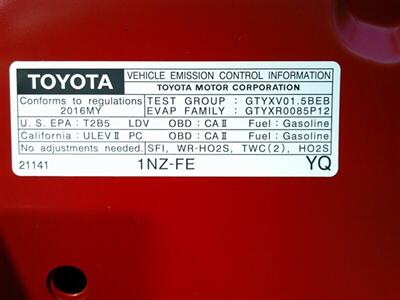 TOYOTA VEHICLE EMISSION CONTROL INFORMATION
TOYOTA MOTOR CORPORATION
Conforms to regulations TEST GROUP : GTYXV01.5BEB
2016MY EVAP FAMILY : GTYXR0085P12
U.S. EPA : T2B5 LDV OBD : CA II Fuel: Gasoline
California: ULEV II PC OBD : CA II Fuel: Gasoline
No adjustments needed. SFI, WR-HO2S, TWC(2), HO2S
21141 1NZ-FE YQ